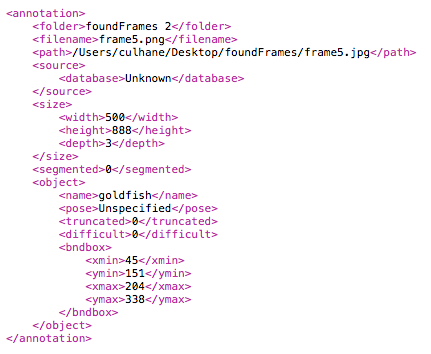 <annotation>
    <folder>foundFrames 2</folder>
    <filename>frame5.png</filename>
    <path>/Users/culhane/Desktop/foundFrames/frame5.jpg</path>
    <source>
        <database>Unknown</database>
    </source>
    <size>
        <width>500</width>
        <height>888</height>
        <depth>3</depth>
    </size>
    <segmented>0</segmented>
    <object>
        <name>goldfish</name>
        <pose>Unspecified</pose>
        <truncated>0</truncated>
        <difficult>0</difficult>
        <bndbox>
            <xmin>45</xmin>
            <ymin>151</ymin>
            <xmax>204</xmax>
            <ymax>338</ymax>
        </bndbox>
    </object>
</annotation>